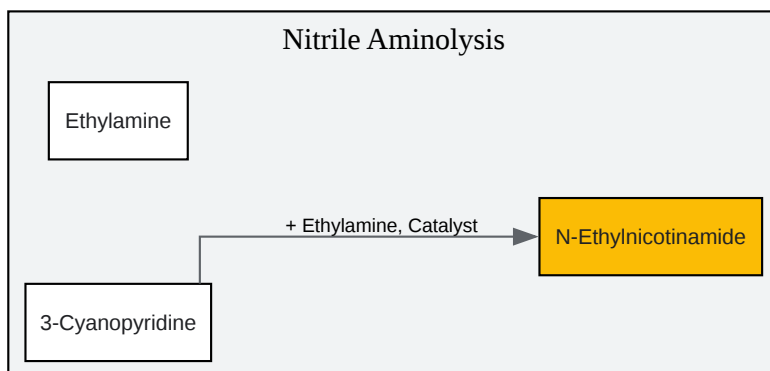 Nitrile Aminolysis
Ethylamine
+ Ethylamine, Catalyst
N-Ethylnicotinamide
3-Cyanopyridine